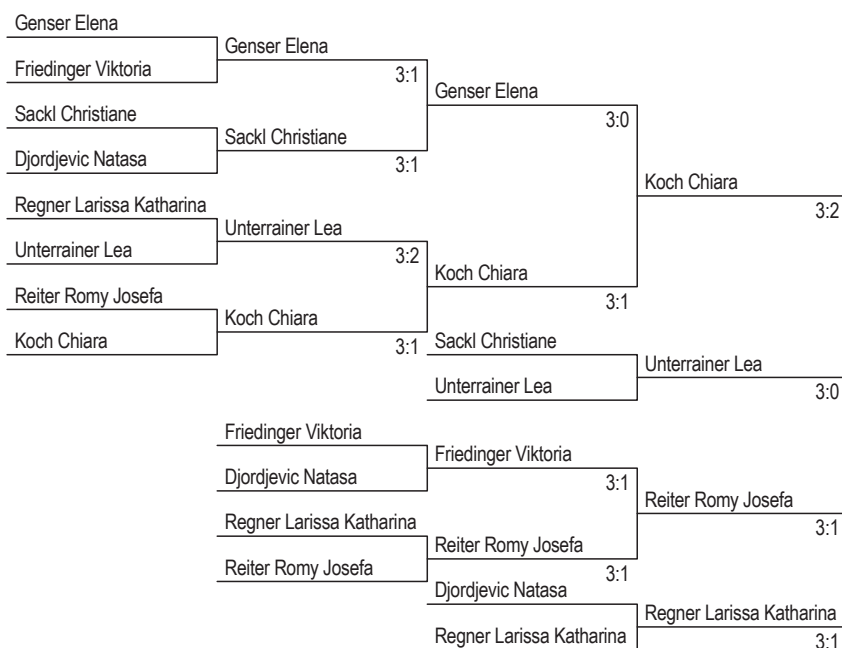 Genser Elena
Genser Elena
Friedinger Viktoria
3:1
Genser Elena
Sackl Christiane
3:0
Sackl Christiane
Djordjevic Natasa
3:1
Koch Chiara
3:2
Regner Larissa Katharina
Unterrainer Lea
Unterrainer Lea
3:2
Koch Chiara
Reiter Romy Josefa
3:1
Koch Chiara
Koch Chiara
3:1
Sackl Christiane
Unterrainer Lea
Unterrainer Lea
3:0
Friedinger Viktoria
Friedinger Viktoria
Djordjevic Natasa
3:1
Reiter Romy Josefa
3:1
Regner Larissa Katharina
Reiter Romy Josefa
Reiter Romy Josefa
3:1
Djordjevic Natasa
Regner Larissa Katharina
Regner Larissa Katharina
3:1